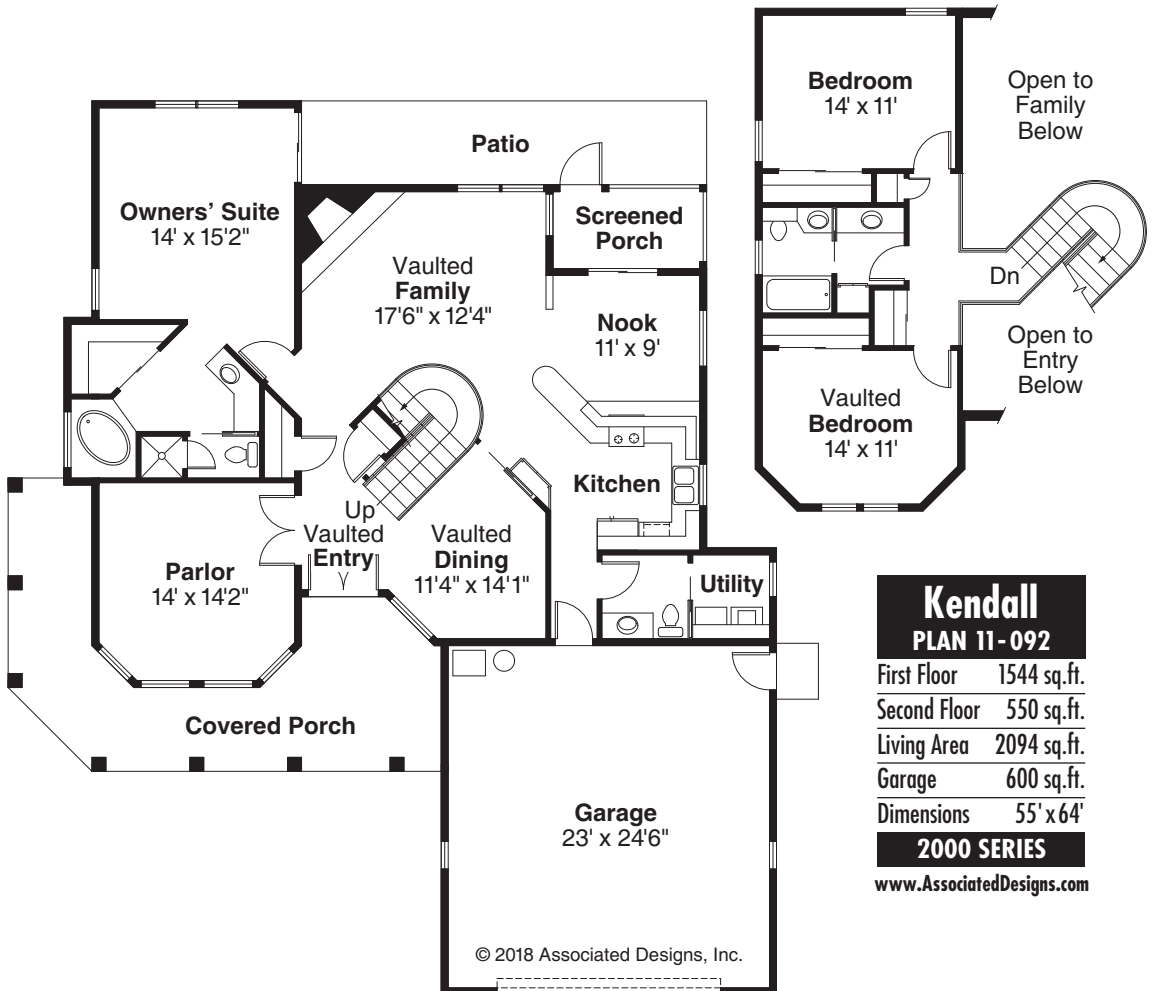 Patio
Owners' Suite
14' x 15'2"
Screened
Porch
Vaulted
Family
17'6" x 12'4"
Nook
11' x 9'
Kitchen
Up
Vaulted
Entry
Vaulted
Dining
11'4" x 14'1"
Parlor
14' x 14'2"
Utility
Covered Porch
Garage
23' x 24'6"
© 2018 Associated Designs, Inc.
Bedroom
14' x 11'
Open to
Family
Below
Dn
Open to
Entry
Below
Vaulted
Bedroom
14' x 11'
Kendall
PLAN 11-092
First Floor 1544 sq.ft.
Second Floor 550 sq.ft.
Living Area 2094 sq.ft.
Garage 600 sq.ft.
Dimensions 55' x 64'
2000 SERIES
www.AssociatedDesigns.com